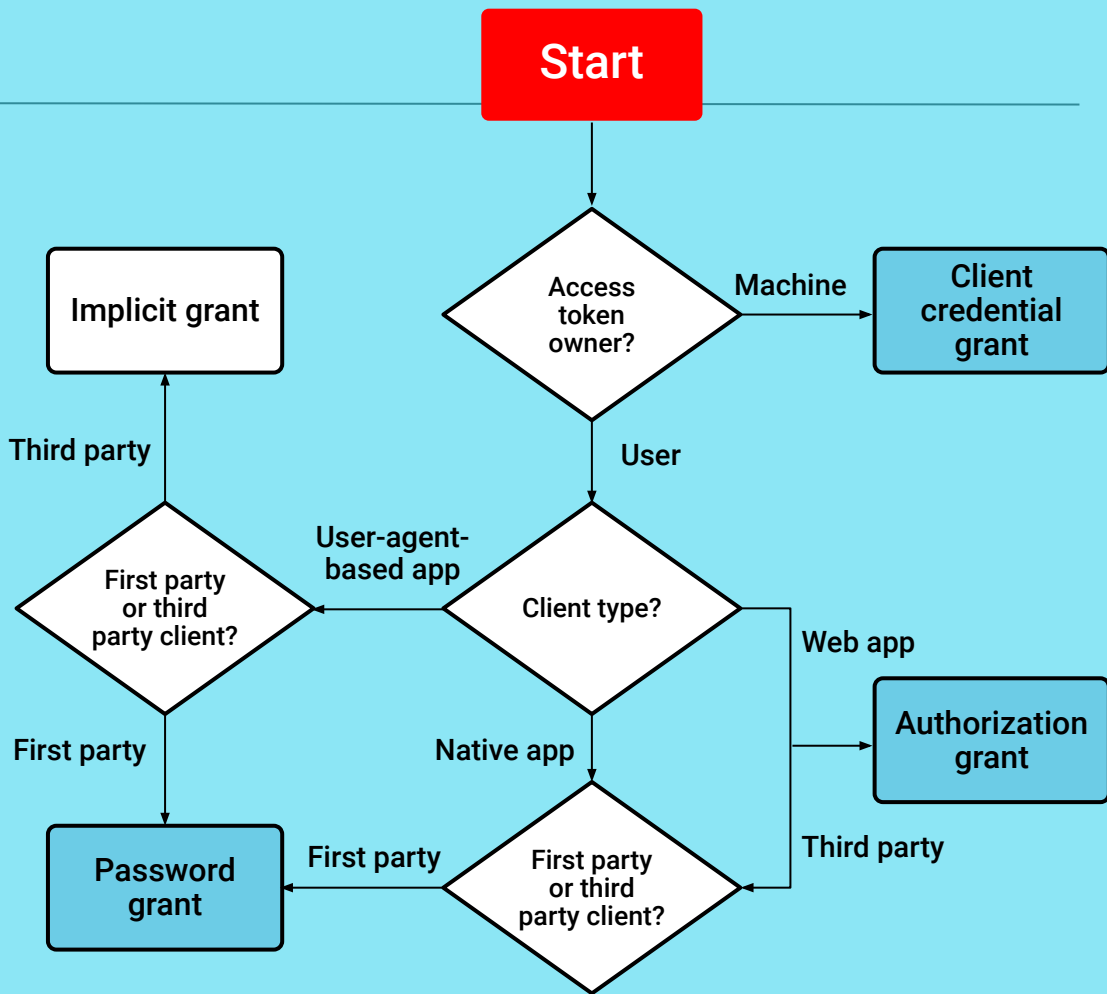 Start
Access
token
owner?
Machine
Client
credential
grant
Implicit grant
Third party
User
User-agent-
based app
First party
or third
party client?
Client type?
Web app
Authorization
grant
First party
Native app
Third party
Password
grant
First party
First party
or third
party client?